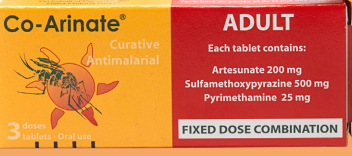 Co-Arinate®
Curative
Antimalarial
3 doses
tablets - Oral use
ADULT
Each tablet contains:
Artesunate 200 mg
Sulfamethoxypyrazine 500 mg
Pyrimethamine 25 mg
FIXED DOSE COMBINATION